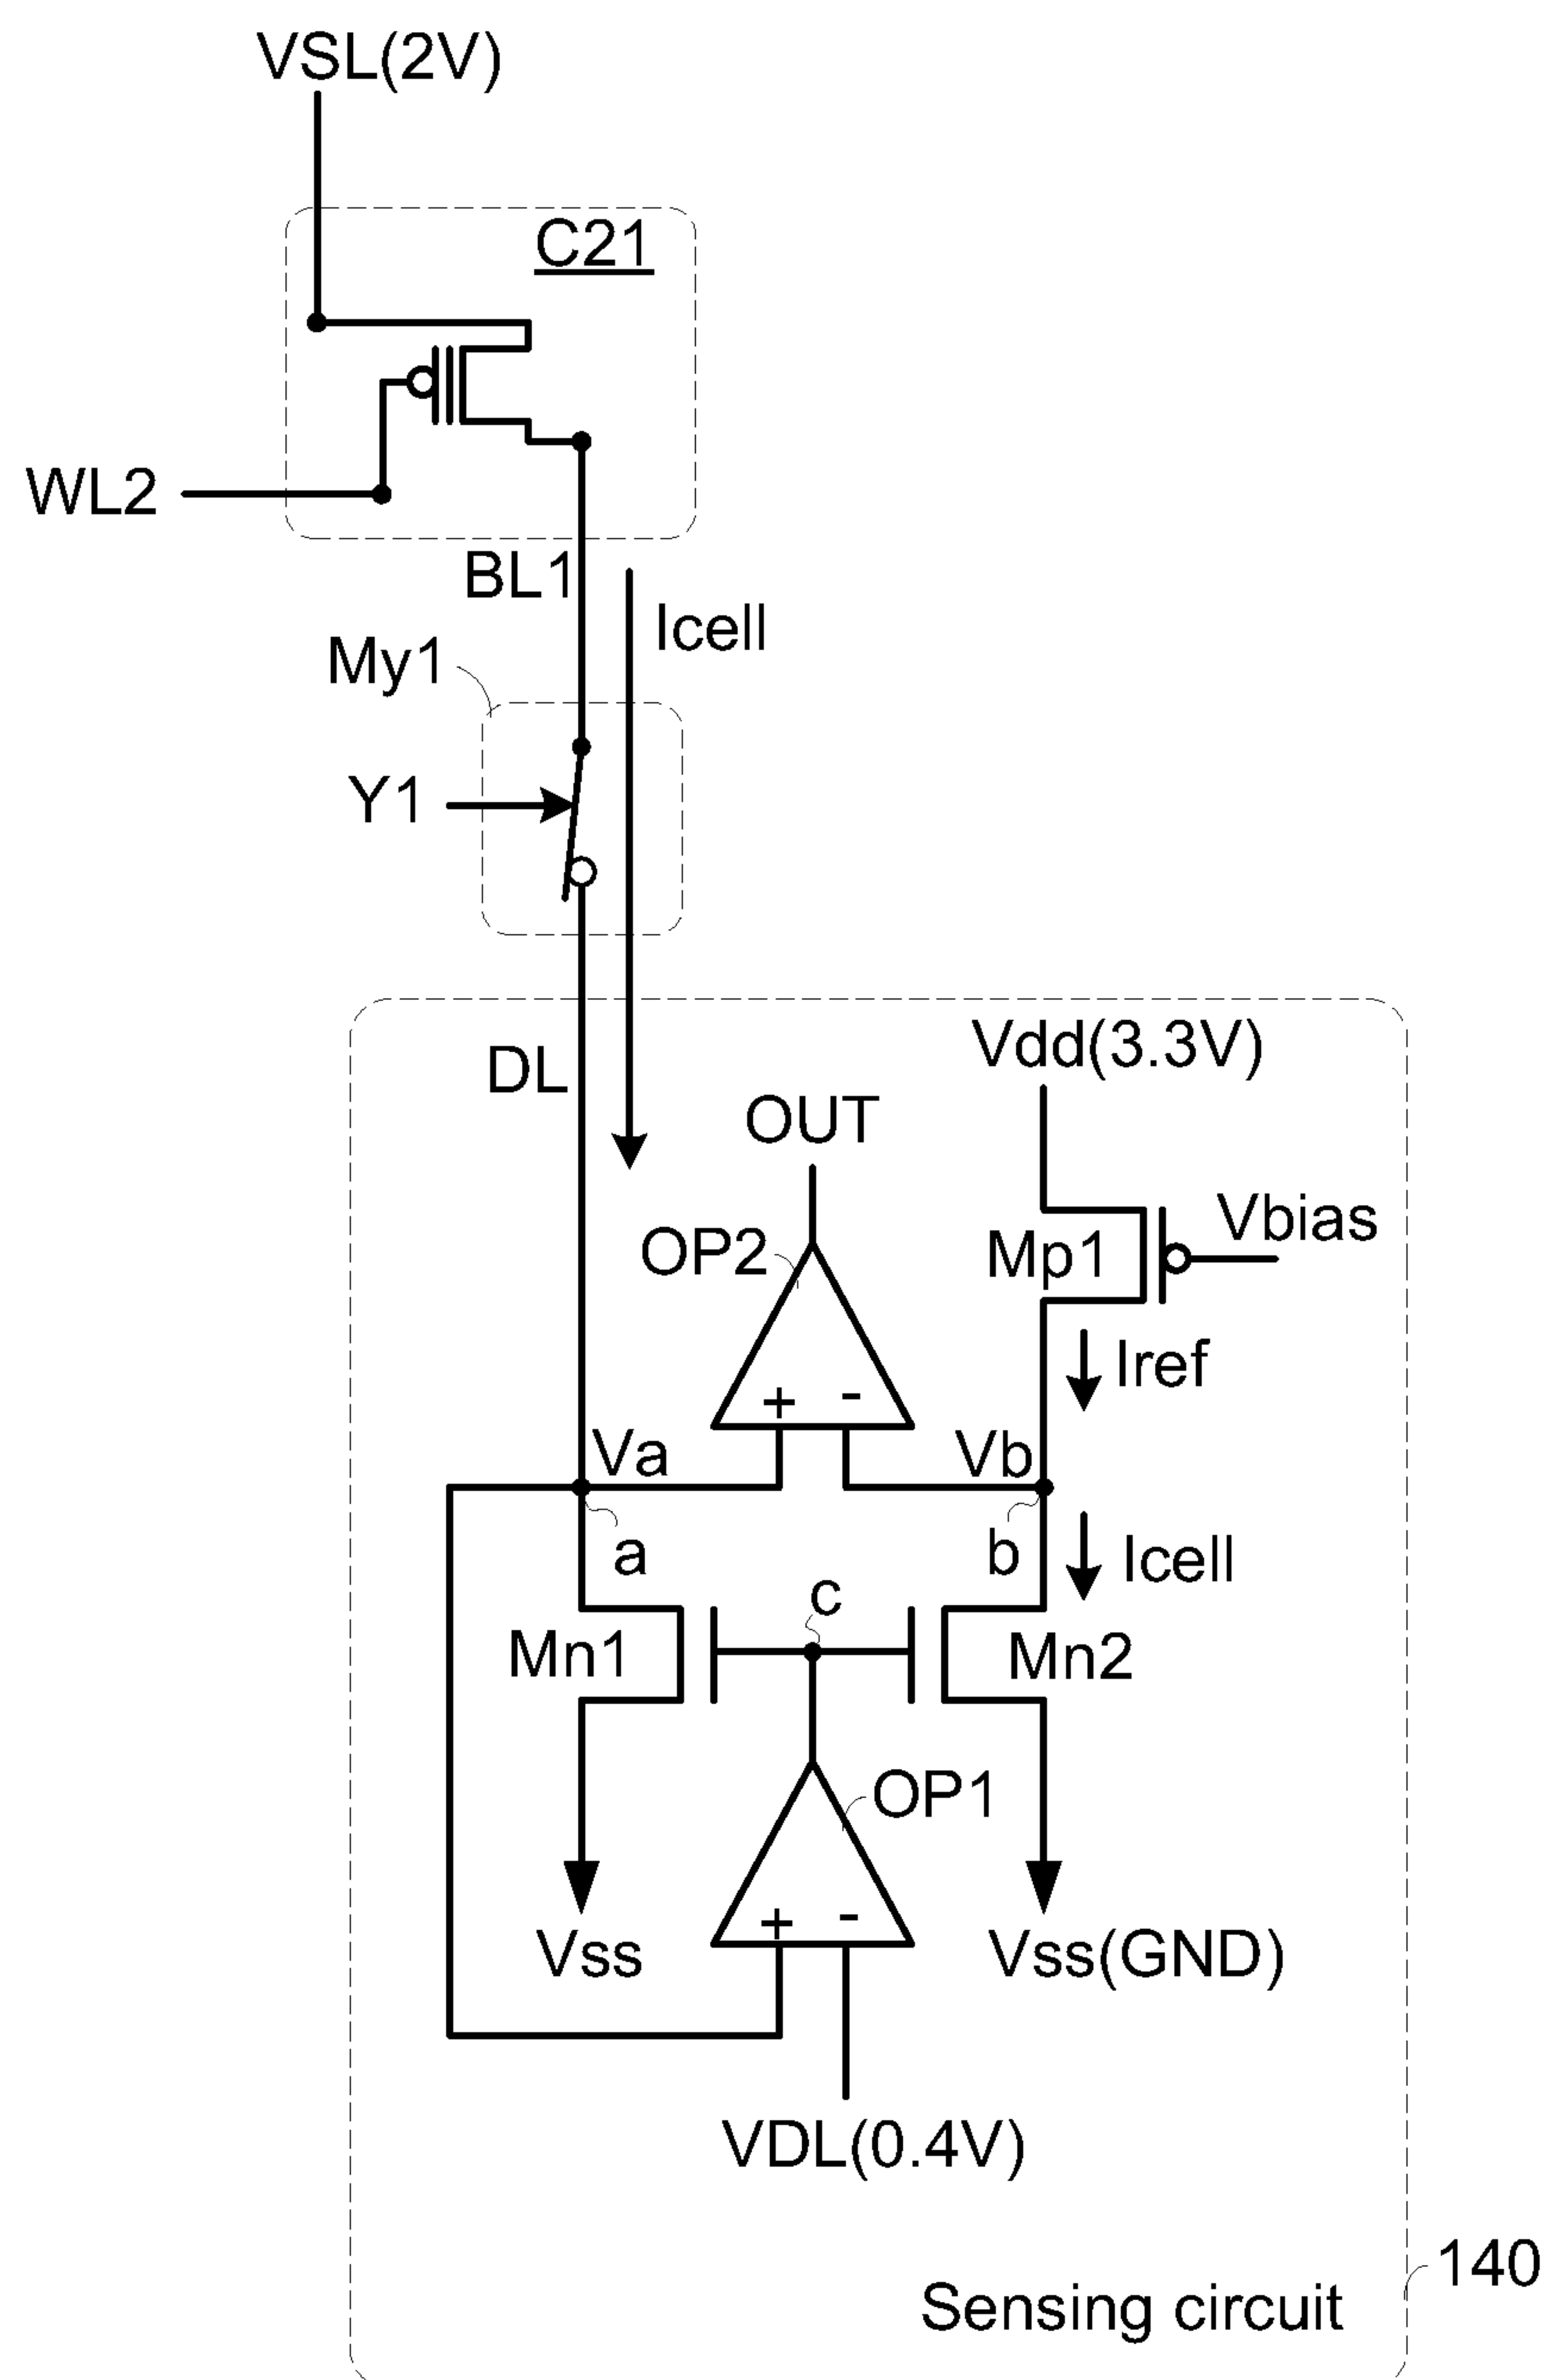 VSL(2V)
C21
WL2
BL1
Icell
My1
Y1
DL
Vdd(3.3V)
OUT
Vbias
OP2
Mp1
Iref
+ -
Va
Vb
a
b
Icell
c
Mn1
Mn2
OP1
+ -
Vss
Vss(GND)
VDL(0.4V)
140
Sensing circuit